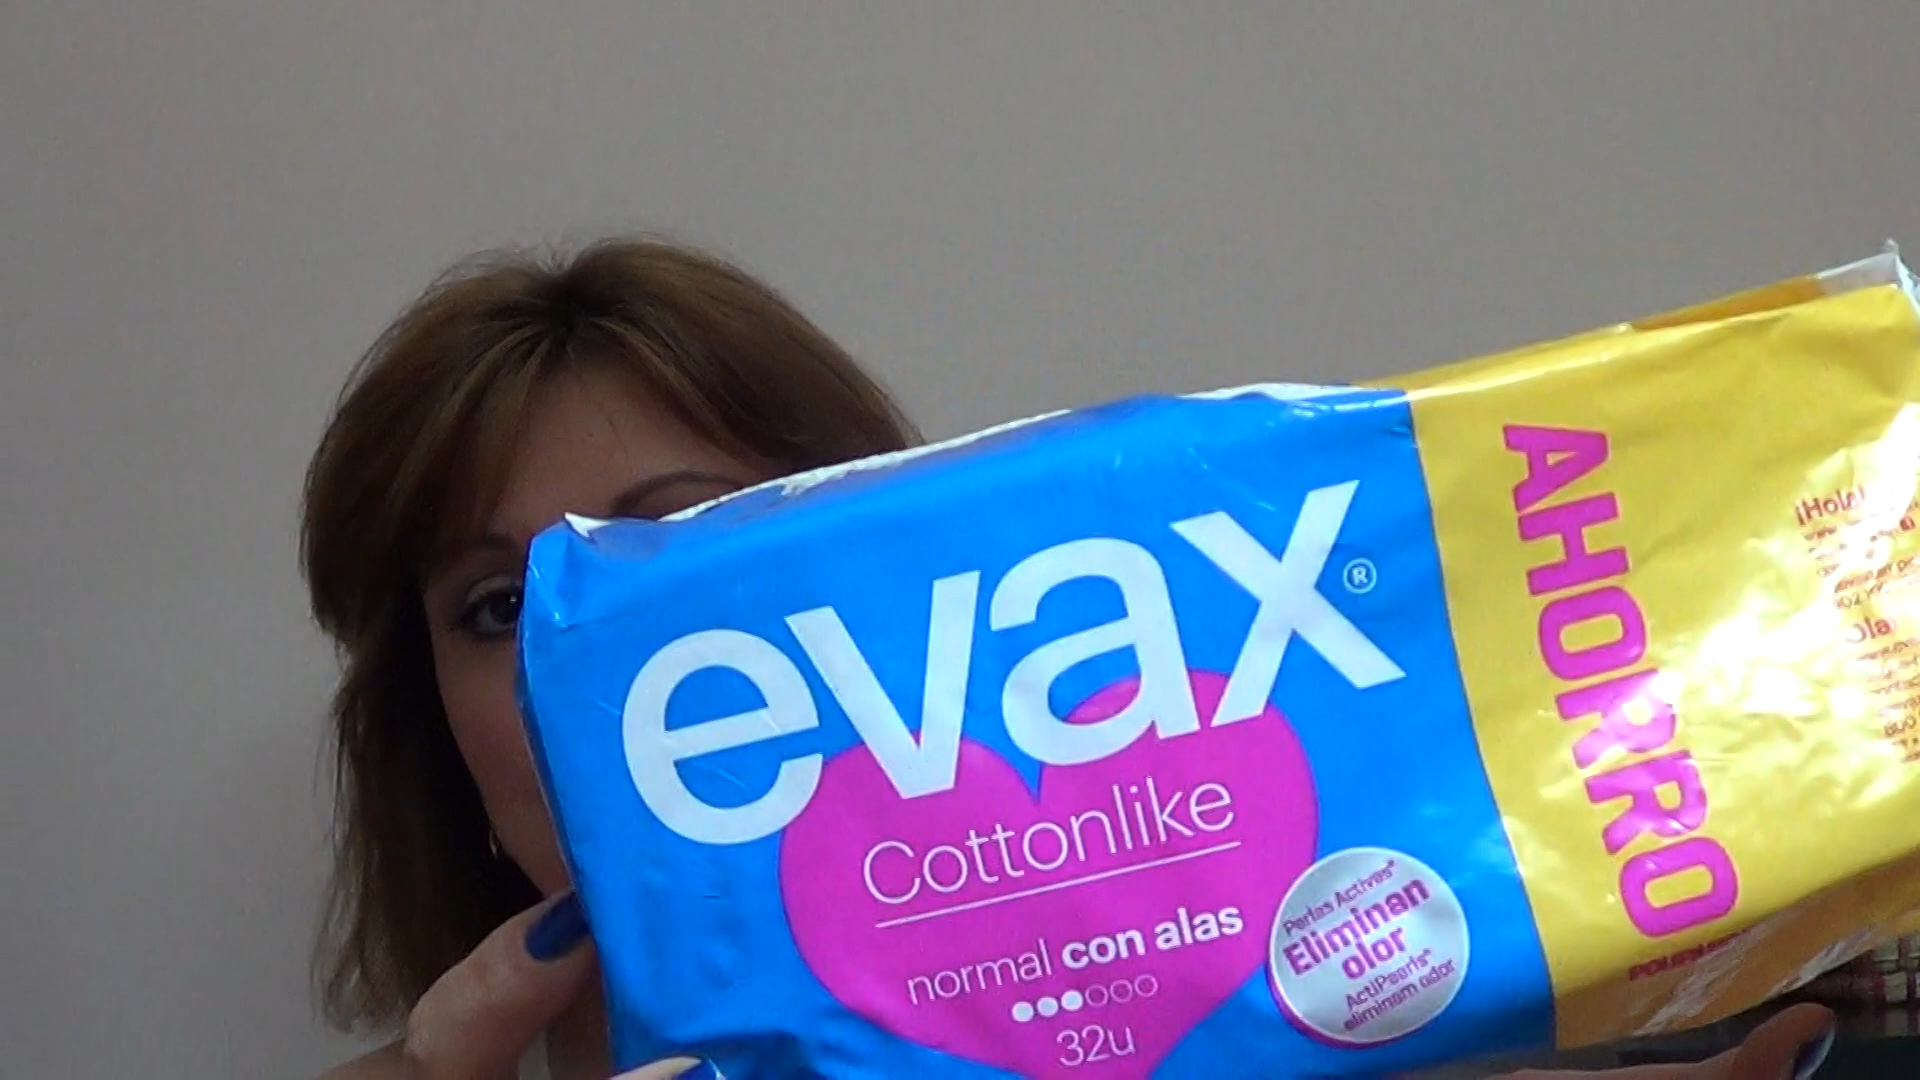 evax®
Cottonlike
normal con alas
32u
Perlas Activas*
Eliminan
olor
ActiPearls*
eliminam odor
AHORRO
¡Hola!
Ola